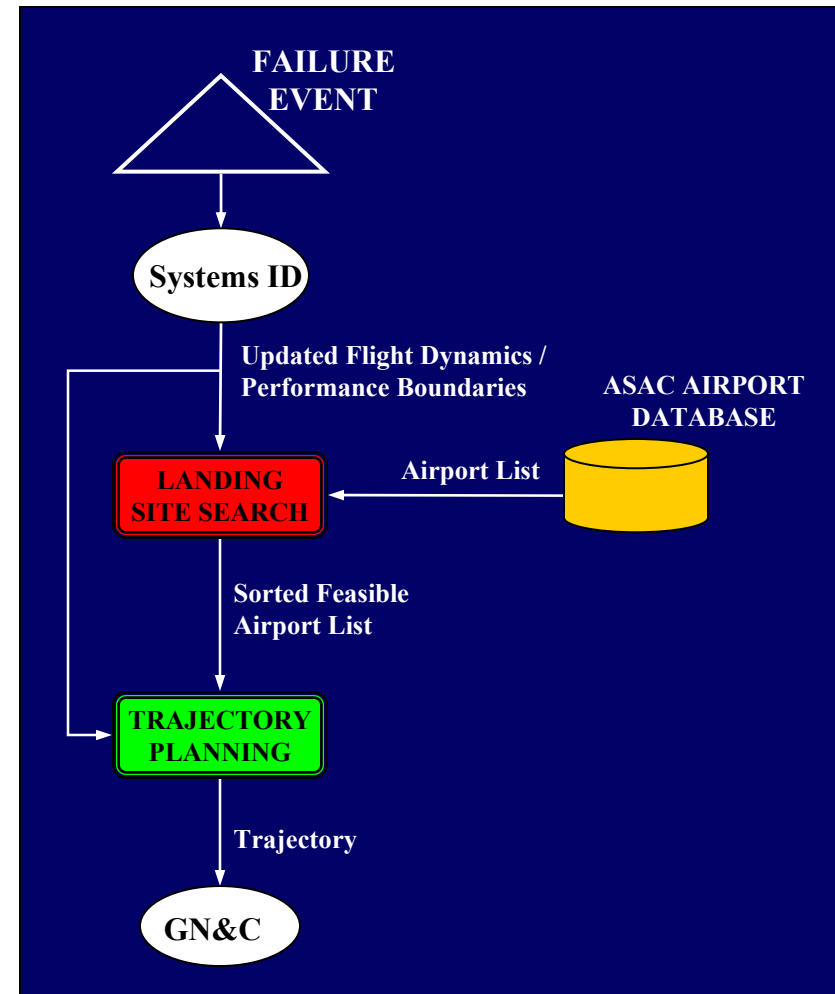 FAILURE
EVENT
Systems ID
Updated Flight Dynamics /
Performance Boundaries
ASAC AIRPORT
DATABASE
Airport List
LANDING
SITE SEARCH
Sorted Feasible
Airport List
TRAJECTORY
PLANNING
Trajectory
GN&C